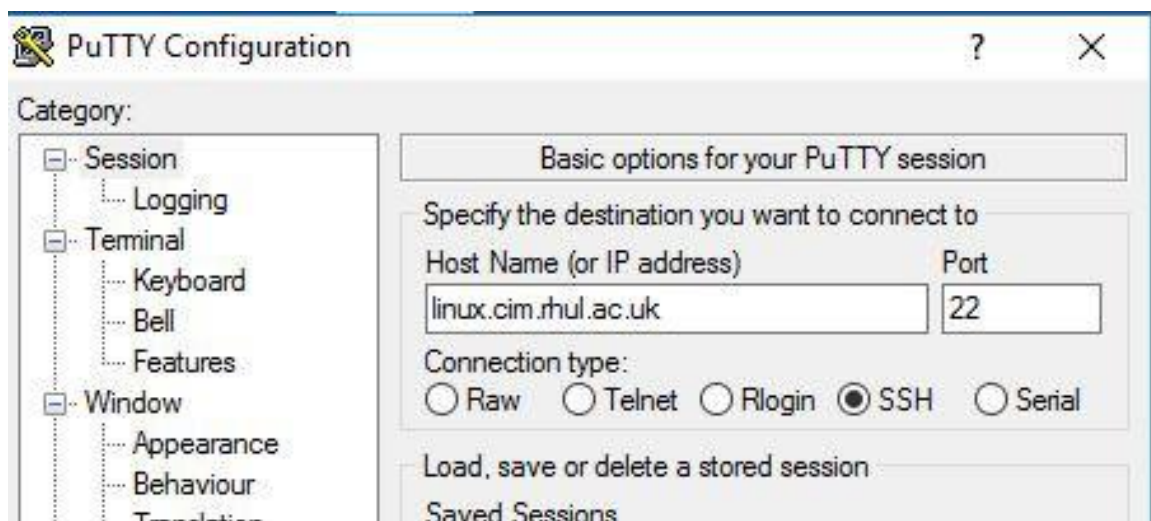 PuTTY Configuration ? X
Category:
Session
Logging
Terminal
Keyboard
Bell
Features
Window
Appearance
Behaviour
Translation
Basic options for your PuTTY session
Specify the destination you want to connect to
Host Name (or IP address) Port
linux.cim.rhul.ac.uk 22
Connection type:
Raw Telnet Rlogin SSH Serial
Load, save or delete a stored session
Saved Sessions